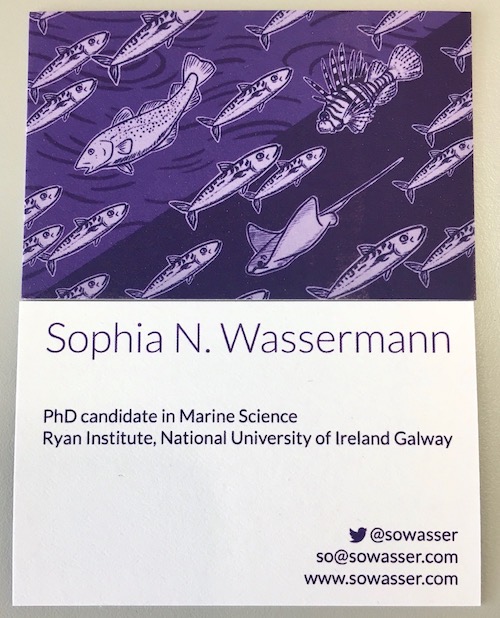 Sophia N. Wassermann
PhD candidate in Marine Science
Ryan Institute, National University of Ireland Galway
@sowasser
so@sowasser.com
www.sowasser.com